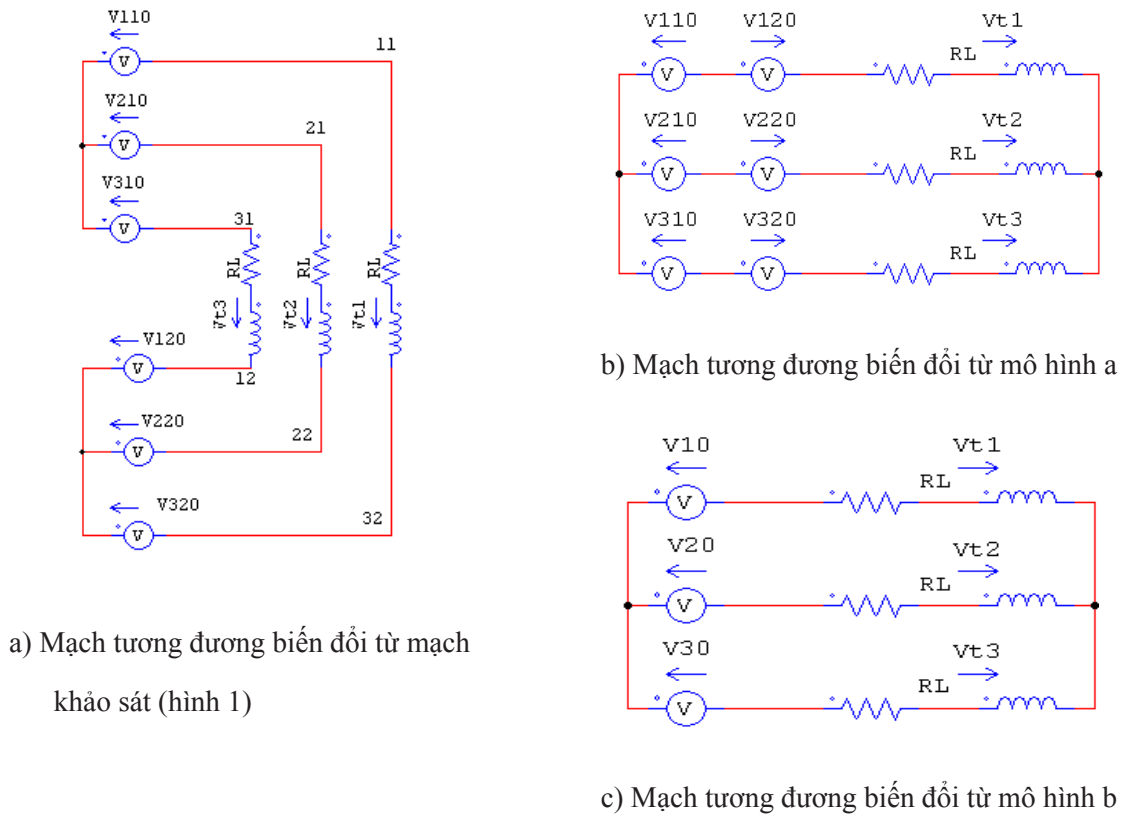 V110
11
V210
21
V310
31
RL
RL
RL
Vt3
Vt2
Vt1
V120
12
V220
22
V320
32
a) Mạch tương đương biến đổi từ mạch
khảo sát (hình 1)
V110 V120 Vt1
RL
V V
V210 V220 Vt2
RL
V V
V310 V320 Vt3
RL
V V
b) Mạch tương đương biến đổi từ mô hình a
V10 Vt1
RL
V
V20 Vt2
RL
V
V30 Vt3
RL
V
c) Mạch tương đương biến đổi từ mô hình b
V
V
V
V
V
V